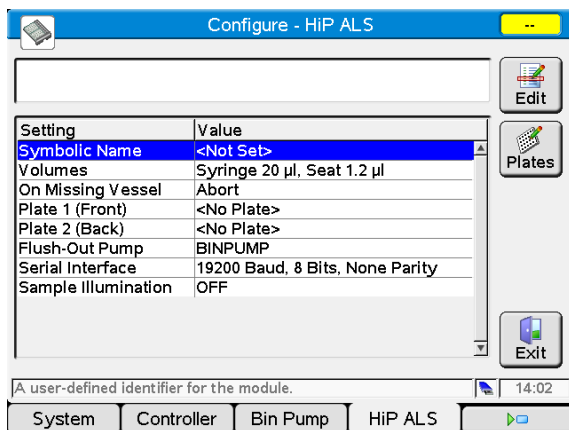 Configure - HiP ALS
--
Edit
Setting Value
Symbolic Name <Not Set>
Volumes Syringe 20 µl, Seat 1.2 µl
On Missing Vessel Abort
Plate 1 (Front) <No Plate>
Plate 2 (Back) <No Plate>
Flush-Out Pump BINPUMP
Serial Interface 19200 Baud, 8 Bits, None Parity
Sample Illumination OFF
Plates
Exit
A user-defined identifier for the module. 14:02
System Controller Bin Pump HiP ALS